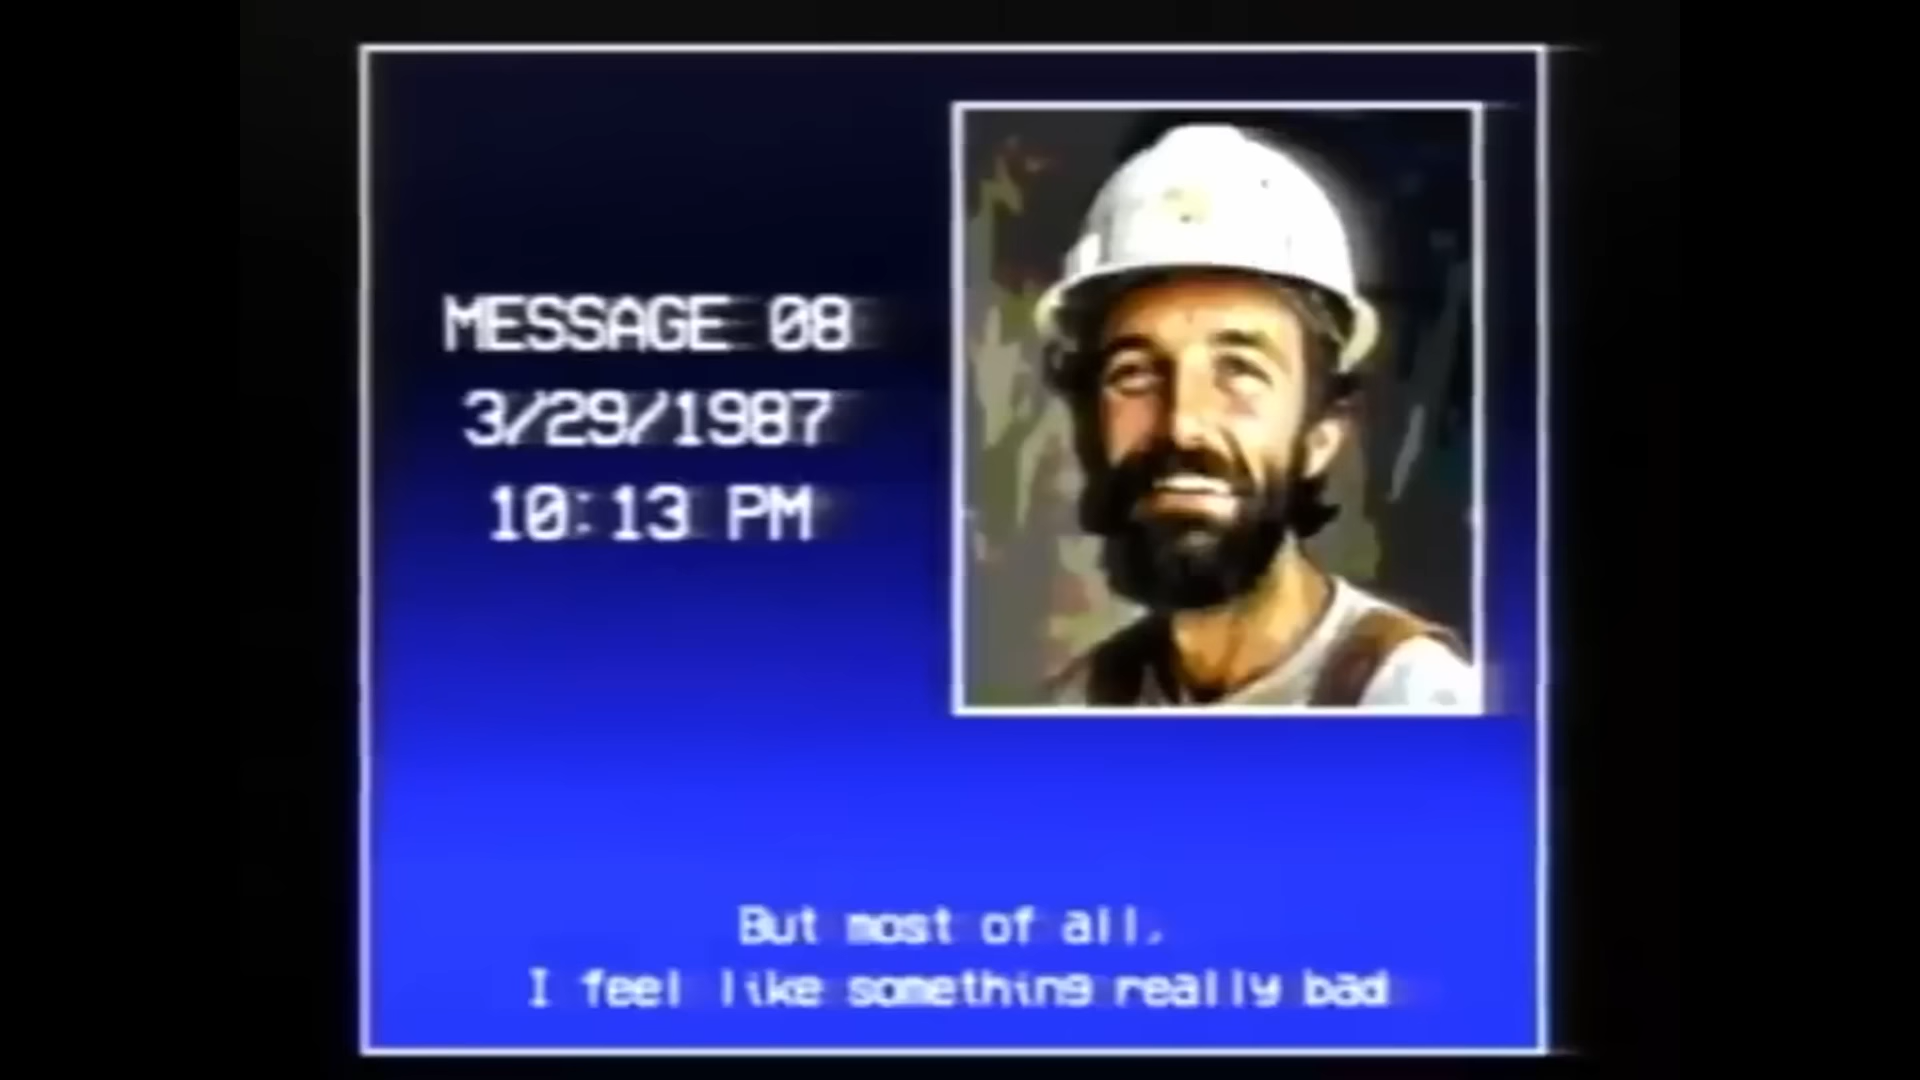 MESSAGE 08
3/29/1987
10:13 PM
But most of all,
I feel like something really bad